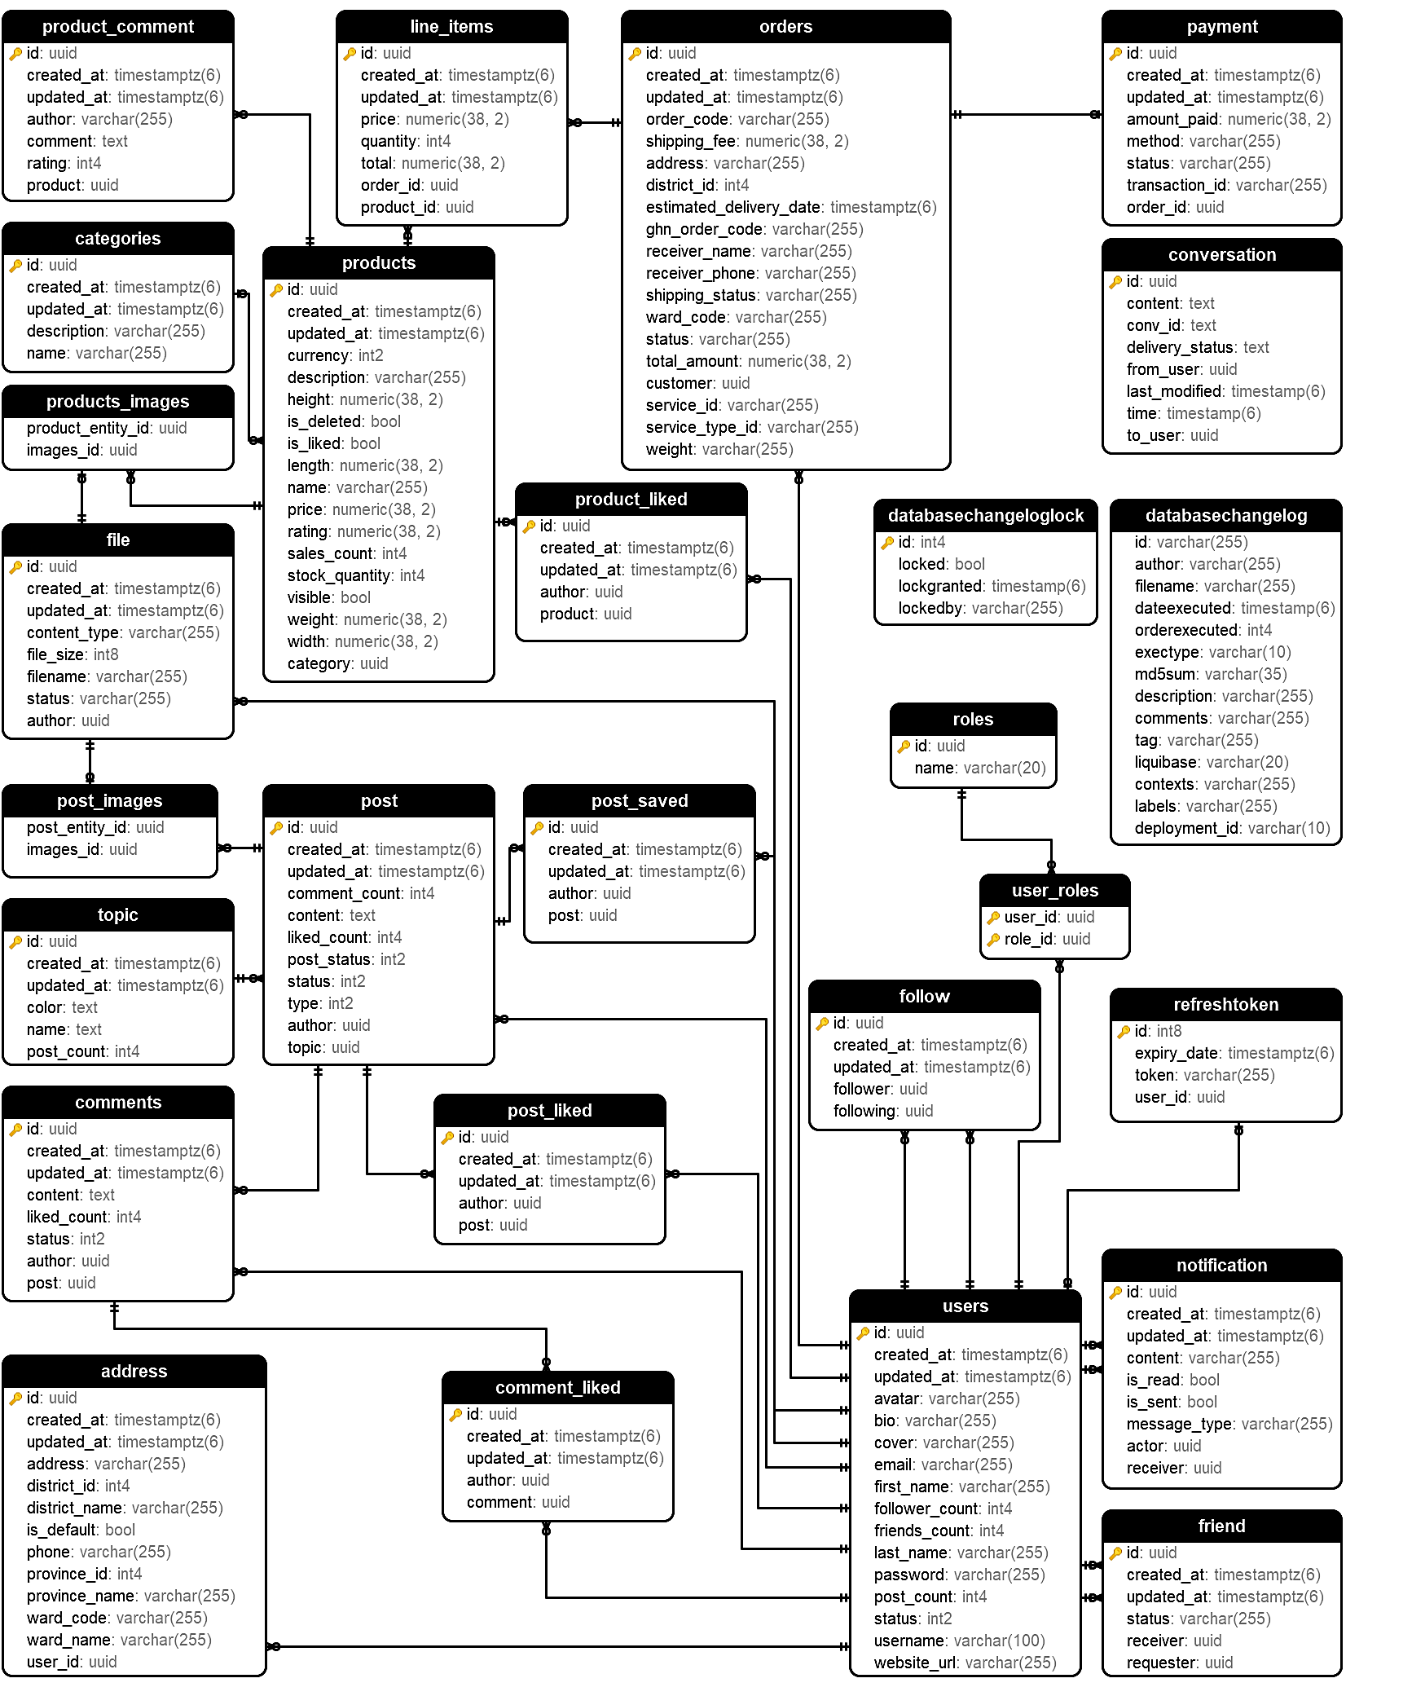 product_comment
id: uuid
created_at: timestamptz(6)
updated_at: timestamptz(6)
author: varchar(255)
comment: text
rating: int4
product: uuid
line_items
id: uuid
created_at: timestamptz(6)
updated_at: timestamptz(6)
price: numeric(38, 2)
quantity: int4
total: numeric(38, 2)
order_id: uuid
product_id: uuid
orders
id: uuid
created_at: timestamptz(6)
updated_at: timestamptz(6)
order_code: varchar(255)
shipping_fee: numeric(38, 2)
address: varchar(255)
district_id: int4
estimated_delivery_date: timestamptz(6)
ghn_order_code: varchar(255)
receiver_name: varchar(255)
receiver_phone: varchar(255)
shipping_status: varchar(255)
ward_code: varchar(255)
status: varchar(255)
total_amount: numeric(38, 2)
customer: uuid
service_id: varchar(255)
service_type_id: varchar(255)
weight: varchar(255)
payment
id: uuid
created_at: timestamptz(6)
updated_at: timestamptz(6)
amount_paid: numeric(38, 2)
method: varchar(255)
status: varchar(255)
transaction_id: varchar(255)
order_id: uuid
categories
id: uuid
created_at: timestamptz(6)
updated_at: timestamptz(6)
description: varchar(255)
name: varchar(255)
products
id: uuid
created_at: timestamptz(6)
updated_at: timestamptz(6)
currency: int2
description: varchar(255)
height: numeric(38, 2)
is_deleted: bool
is_liked: bool
length: numeric(38, 2)
name: varchar(255)
price: numeric(38, 2)
rating: numeric(38, 2)
sales_count: int4
stock_quantity: int4
visible: bool
weight: numeric(38, 2)
width: numeric(38, 2)
category: uuid
conversation
id: uuid
content: text
conv_id: text
delivery_status: text
from_user: uuid
last_modified: timestamp(6)
time: timestamp(6)
to_user: uuid
products_images
product_entity_id: uuid
images_id: uuid
product_liked
id: uuid
created_at: timestamptz(6)
updated_at: timestamptz(6)
author: uuid
product: uuid
databasechangeloglock
id: int4
locked: bool
lockgranted: timestamp(6)
lockedby: varchar(255)
databasechangelog
id: varchar(255)
author: varchar(255)
filename: varchar(255)
dateexecuted: timestamp(6)
orderexecuted: int4
exectype: varchar(10)
md5sum: varchar(35)
description: varchar(255)
comments: varchar(255)
tag: varchar(255)
liquibase: varchar(20)
contexts: varchar(255)
labels: varchar(255)
deployment_id: varchar(10)
file
id: uuid
created_at: timestamptz(6)
updated_at: timestamptz(6)
content_type: varchar(255)
file_size: int8
filename: varchar(255)
status: varchar(255)
author: uuid
roles
id: uuid
name: varchar(20)
post_images
post_entity_id: uuid
images_id: uuid
post
id: uuid
created_at: timestamptz(6)
updated_at: timestamptz(6)
comment_count: int4
content: text
liked_count: int4
post_status: int2
status: int2
type: int2
author: uuid
topic: uuid
post_saved
id: uuid
created_at: timestamptz(6)
updated_at: timestamptz(6)
author: uuid
post: uuid
user_roles
user_id: uuid
role_id: uuid
topic
id: uuid
created_at: timestamptz(6)
updated_at: timestamptz(6)
color: text
name: text
post_count: int4
follow
id: uuid
created_at: timestamptz(6)
updated_at: timestamptz(6)
follower: uuid
following: uuid
refreshtoken
id: int8
expiry_date: timestamptz(6)
token: varchar(255)
user_id: uuid
comments
id: uuid
created_at: timestamptz(6)
updated_at: timestamptz(6)
content: text
liked_count: int4
status: int2
author: uuid
post: uuid
post_liked
id: uuid
created_at: timestamptz(6)
updated_at: timestamptz(6)
author: uuid
post: uuid
users
id: uuid
created_at: timestamptz(6)
updated_at: timestamptz(6)
avatar: varchar(255)
bio: varchar(255)
cover: varchar(255)
email: varchar(255)
first_name: varchar(255)
follower_count: int4
friends_count: int4
last_name: varchar(255)
password: varchar(255)
post_count: int4
status: int2
username: varchar(100)
website_url: varchar(255)
notification
id: uuid
created_at: timestamptz(6)
updated_at: timestamptz(6)
content: varchar(255)
is_read: bool
is_sent: bool
message_type: varchar(255)
actor: uuid
receiver: uuid
address
id: uuid
created_at: timestamptz(6)
updated_at: timestamptz(6)
address: varchar(255)
district_id: int4
district_name: varchar(255)
is_default: bool
phone: varchar(255)
province_id: int4
province_name: varchar(255)
ward_code: varchar(255)
ward_name: varchar(255)
user_id: uuid
comment_liked
id: uuid
created_at: timestamptz(6)
updated_at: timestamptz(6)
author: uuid
comment: uuid
friend
id: uuid
created_at: timestamptz(6)
updated_at: timestamptz(6)
status: varchar(255)
receiver: uuid
requester: uuid